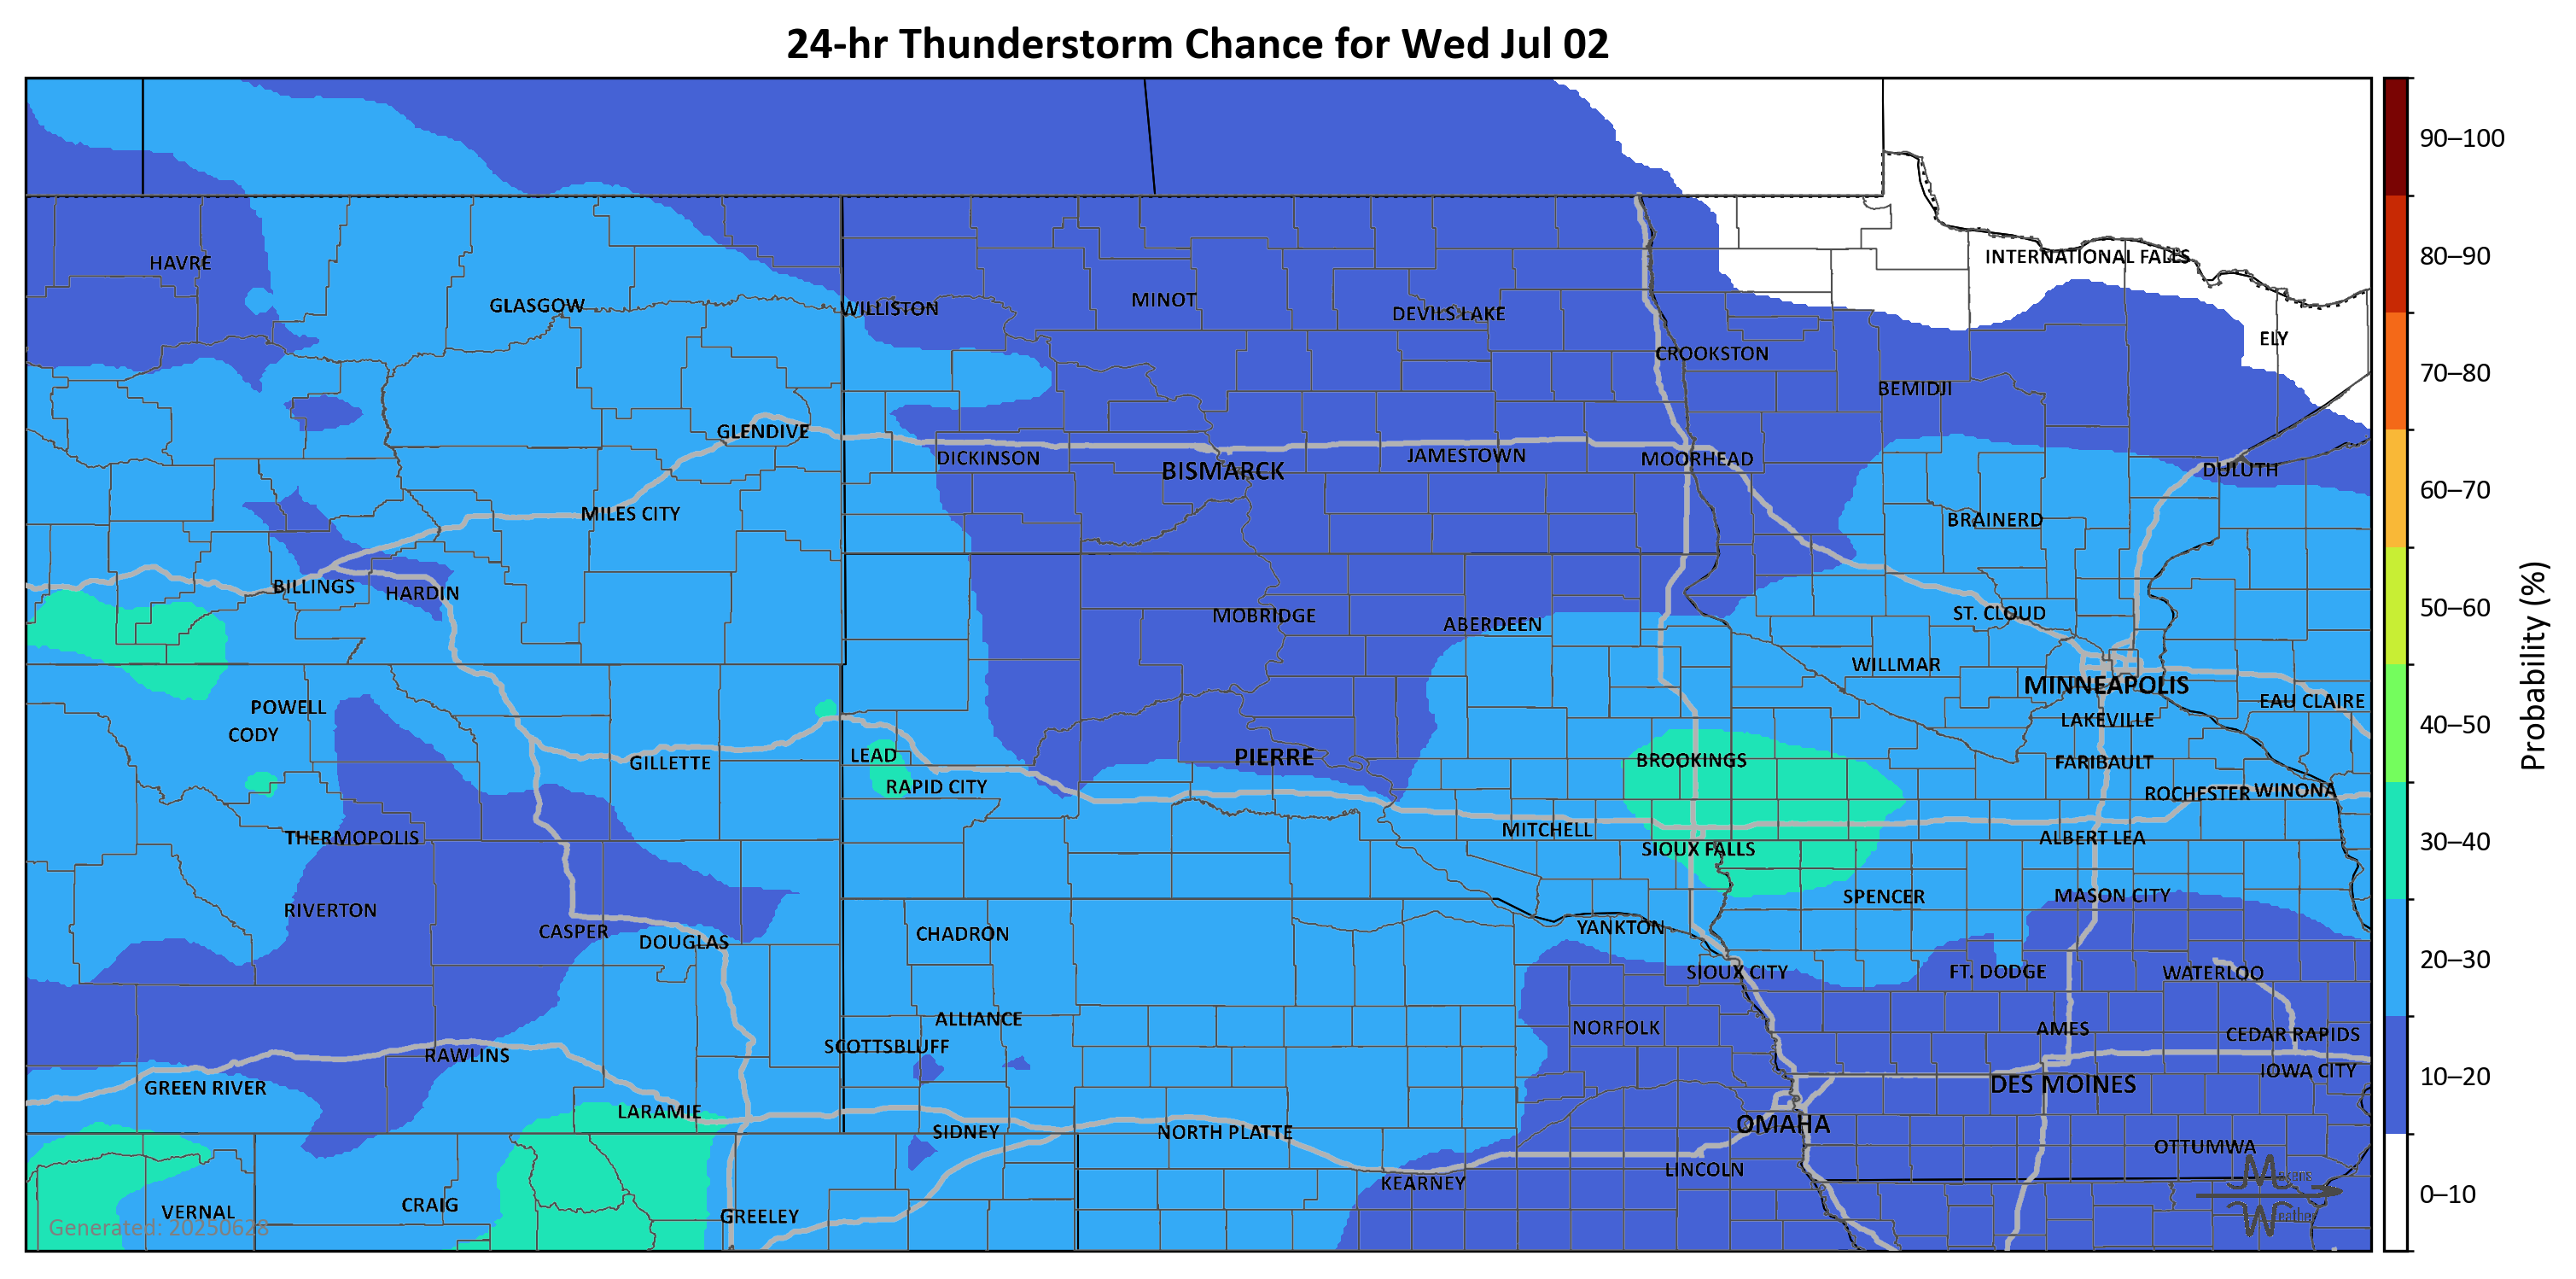 24-hr Thunderstorm Chance for Wed Jul 02
90–100
INTERNATIONAL FALLS
80–90
HAVRE
GLASGOW
WILLISTON
MINOT
DEVILS LAKE
ELY
CROOKSTON
70–80
BEMIDJI
GLENDIVE
DICKINSON
BISMARCK
JAMESTOWN
MOORHEAD
DULUTH
60–70
MILES CITY
BRAINERD
BILLINGS
HARDIN
MOBRIDGE
ABERDEEN
ST. CLOUD
50–60
WILLMAR
MINNEAPOLIS
EAU CLAIRE
Probability (%)
POWELL
CODY
LAKEVILLE
40–50
GILLETTE
LEAD
PIERRE
BROOKINGS
FARIBAULT
RAPID CITY
ROCHESTER
WINONA
THERMOPOLIS
MITCHELL
ALBERT LEA
30–40
SIOUX FALLS
SPENCER
MASON CITY
RIVERTON
CASPER
DOUGLAS
CHADRON
YANKTON
SIOUX CITY
FT. DODGE
WATERLOO
20–30
ALLIANCE
NORFOLK
AMES
CEDAR RAPIDS
SCOTTSBLUFF
RAWLINS
GREEN RIVER
DES MOINES
IOWA CITY
10–20
LARAMIE
SIDNEY
NORTH PLATTE
OMAHA
OTTUMWA
LINCOLN
KEARNEY
Makens
Weather
0–10
VERNAL
CRAIG
GREELEY
Generated: 20250628